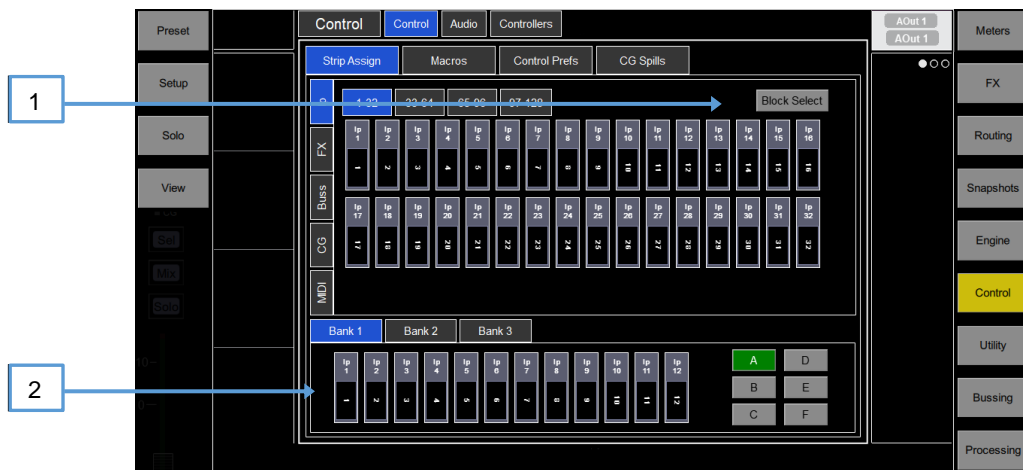 Preset
Setup
Solo
View
CG
Sel
Mix
Solo
1
2
Control
Control Audio Controllers
Strip Assign Macros Control Prefs CG Spills
1-32 33-64 65-96 97-128
Block Select
FX
Buss
CG
MIDI
Ip 1 Ip 2 Ip 3 Ip 4 Ip 5 Ip 6 Ip 7 Ip 8 Ip 9 Ip 10 Ip 11 Ip 12 Ip 13 Ip 14 Ip 15 Ip 16
1 2 3 4 5 6 7 8 9 10 11 12 13 14 15 16
Ip 17 Ip 18 Ip 19 Ip 20 Ip 21 Ip 22 Ip 23 Ip 24 Ip 25 Ip 26 Ip 27 Ip 28 Ip 29 Ip 30 Ip 31 Ip 32
17 18 19 20 21 22 23 24 25 26 27 28 29 30 31 32
Bank 1 Bank 2 Bank 3
Ip 1 Ip 2 Ip 3 Ip 4 Ip 5 Ip 6 Ip 7 Ip 8 Ip 9 Ip 10 Ip 11 Ip 12
1 2 3 4 5 6 7 8 9 10 11 12
A D
B E
C F
AOut 1
AOut 1
Meters
FX
Routing
Snapshots
Engine
Control
Utility
Bussing
Processing